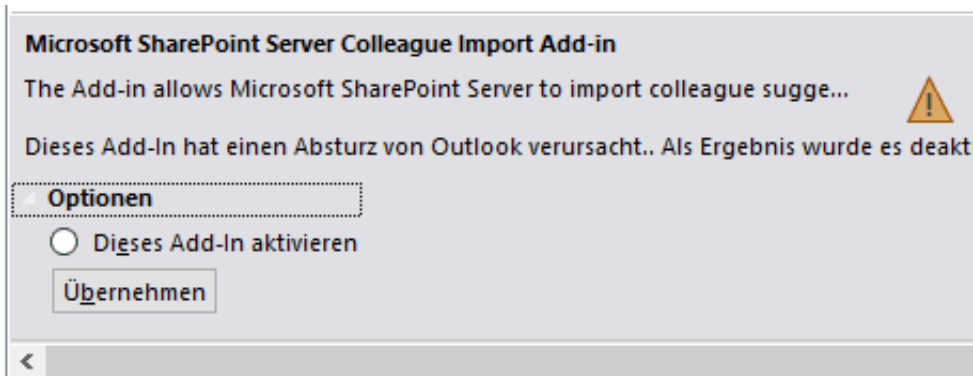 Microsoft SharePoint Server Colleague Import Add-in
The Add-in allows Microsoft SharePoint Server to import colleague sugge...
Dieses Add-In hat einen Absturz von Outlook verursacht.. Als Ergebnis wurde es deakt
Optionen
Dieses Add-In aktivieren
Übernehmen